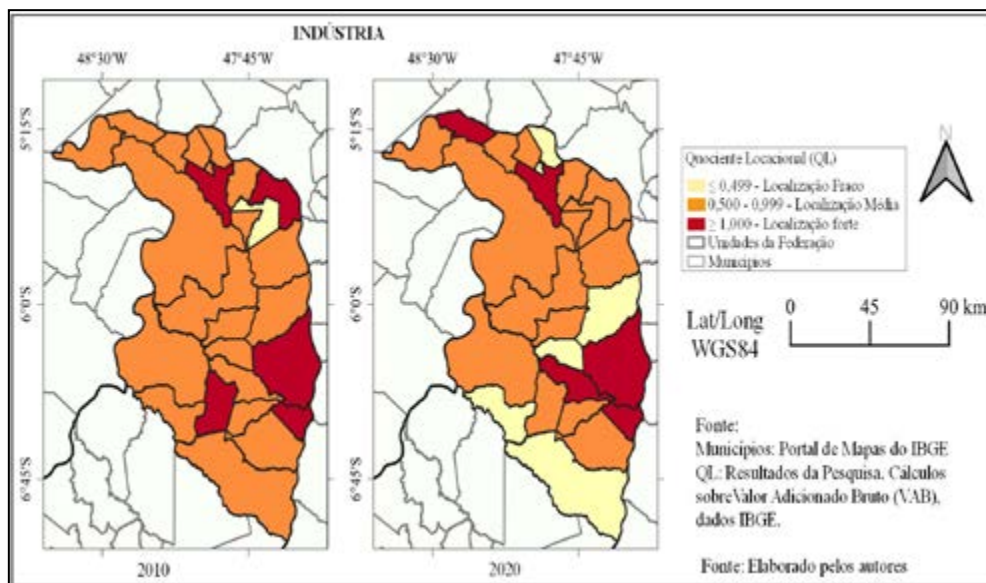 INDÚSTRIA
48°30'W 47°45'W 48°30'W 47°45'W
5°15'S 5°15'S
6°0'S 6°0'S
6°45'S 6°45'S
2010 2020
N
Quociente Locacional (QL)
≤ 0,499 - Localização Fraco
0,500 - 0,999 - Localização Média
≥ 1,000 - Localização forte
Unidades da Federação
Municípios
0 45 90 km
Lat/Long
WGS84
Fonte:
Municípios: Portal de Mapas do IBGE
QL: Resultados da Pesquisa, Cálculos
sobreValor Adicionado Bruto (VAB),
dados IBGE.
Fonte: Elaborado pelos autores